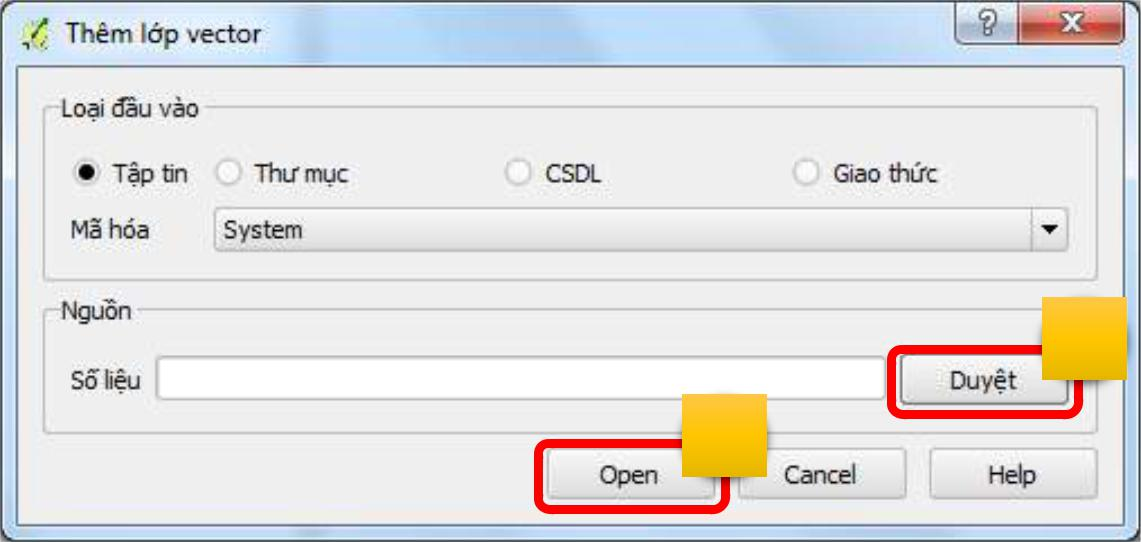 Thêm lớp vector
Loại đầu vào
Tập tin Thư mục CSDL Giao thức
Mã hóa System
Nguồn
Số liệu Duyệt
Open Cancel Help